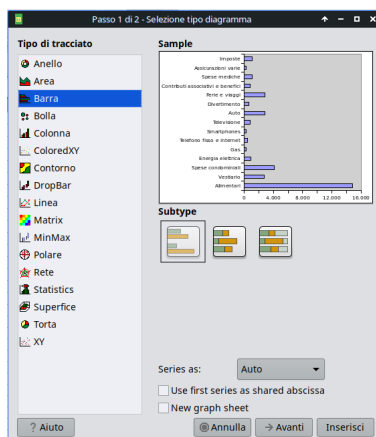 Passo 1 di 2 - Selezione tipo diagramma
Tipo di tracciato
Anello
Area
Barra
Bolla
Colonna
ColoredXY
Contorno
DropBar
Linea
Matrix
MinMax
Polare
Rete
Statistics
Superfice
Torta
XY
Sample
Imposte
Assicurazioni varie
Spese mediche
Contributi associativi e benefici
Ferie e viaggi
Divertimento
Auto
Televisione
Smartphones
Telefono fisso e internet
Gas
Energia elettrica
Spese condominiali
Vestiario
Alimentari
0 4.000 8.000 12.000 16.000
Subtype
Series as: Auto
Use first series as shared abscissa
New graph sheet
? Aiuto Annulla Avanti Inserisci